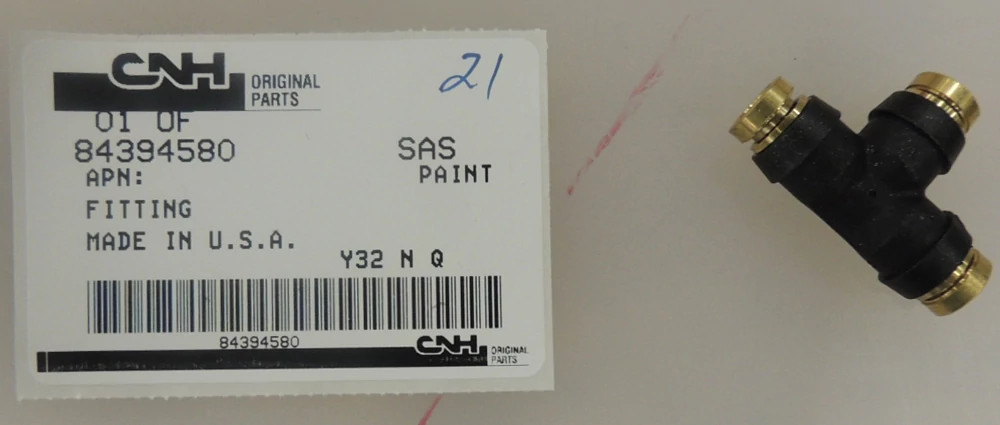 CNH ORIGINAL PARTS
21
01 OF
84394580 SAS
APN: PAINT
FITTING
MADE IN U.S.A.
Y32 N Q
84394580
CNH ORIGINAL PARTS